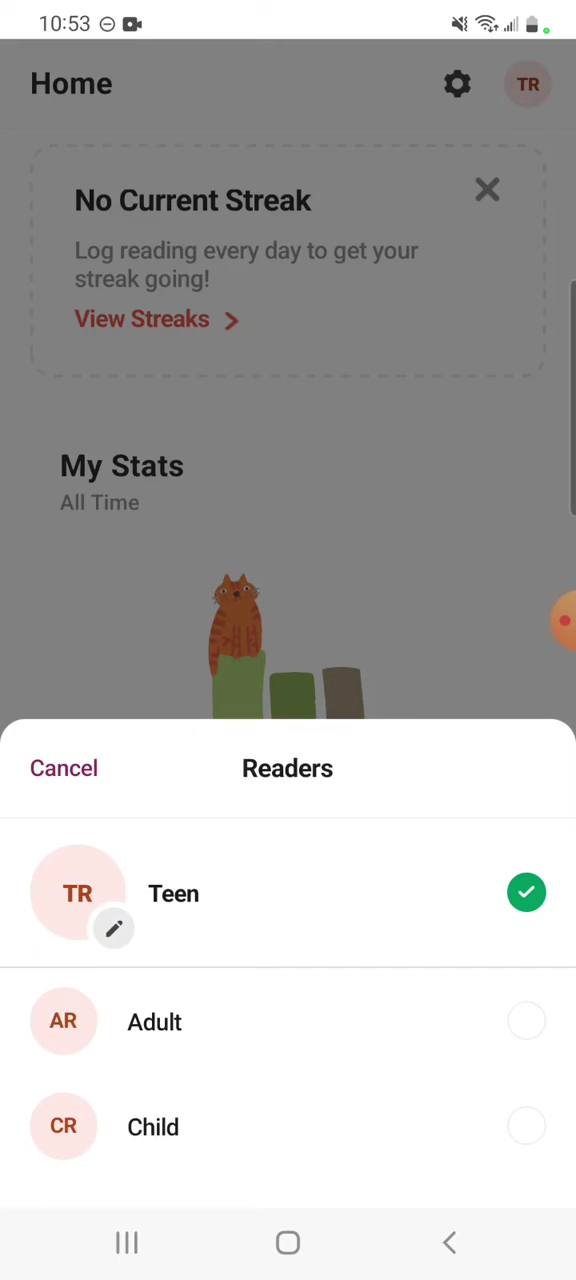 10:53
Home
TR
No Current Streak
Log reading every day to get your
streak going!
View Streaks
My Stats
All Time
Cancel
Readers
TR
Teen
AR
Adult
CR
Child